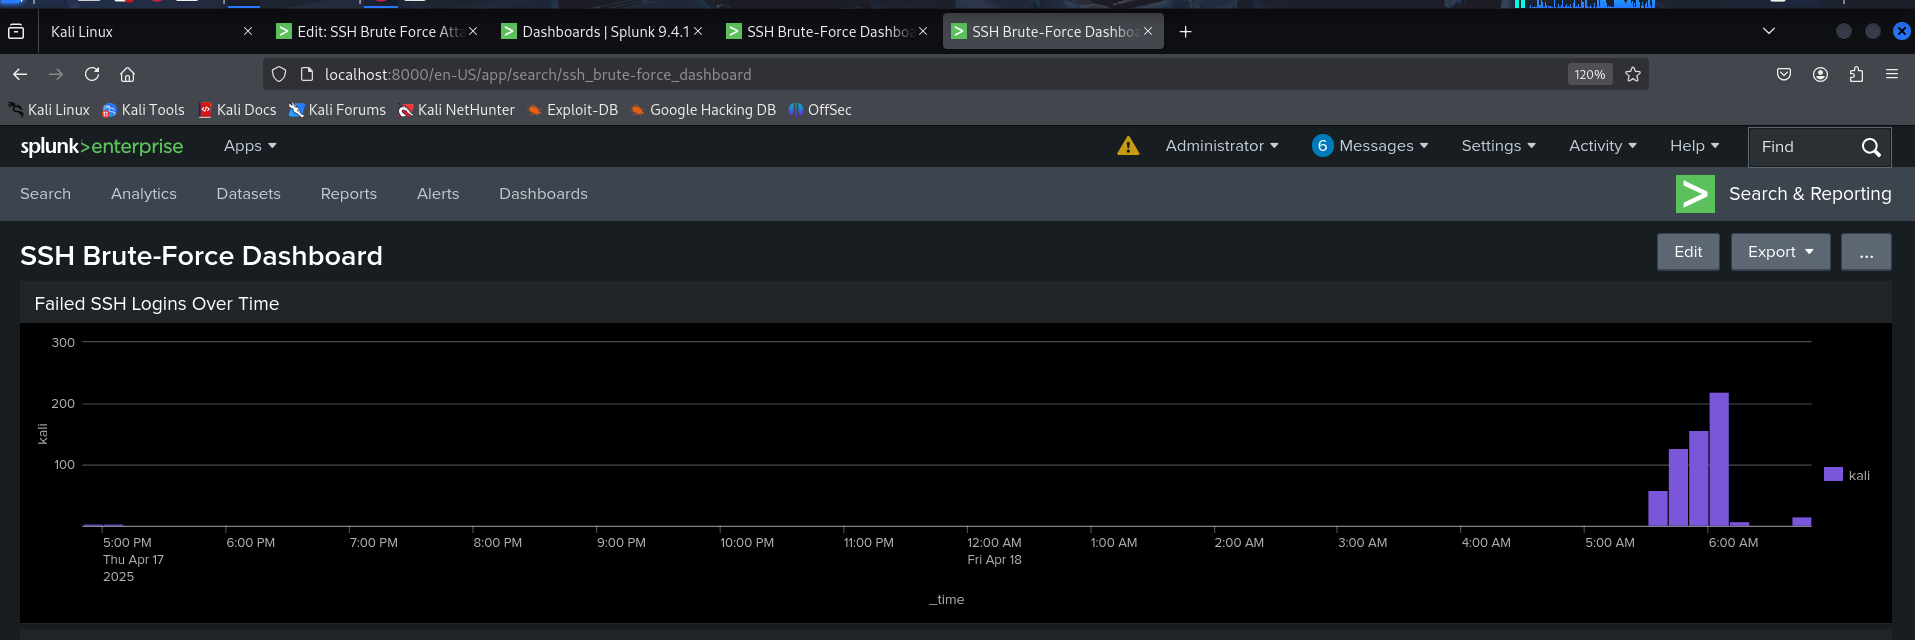 Kali Linux
Edit: SSH Brute Force Atta
Dashboards | Splunk 9.4.1
SSH Brute-Force Dashboa
SSH Brute-Force Dashboa
localhost:8000/en-US/app/search/ssh_brute-force_dashboard
120%
Kali Linux
Kali Tools
Kali Docs
Kali Forums
Kali NetHunter
Exploit-DB
Google Hacking DB
OffSec
splunk>enterprise
Apps
Administrator
6 Messages
Settings
Activity
Help
Find
Search
Analytics
Datasets
Reports
Alerts
Dashboards
Search & Reporting
SSH Brute-Force Dashboard
Edit
Export
...
Failed SSH Logins Over Time
300
200
100
kali
kali
5:00 PM
Thu Apr 17
2025
6:00 PM
7:00 PM
8:00 PM
9:00 PM
10:00 PM
11:00 PM
12:00 AM
Fri Apr 18
1:00 AM
2:00 AM
3:00 AM
4:00 AM
5:00 AM
6:00 AM
_time